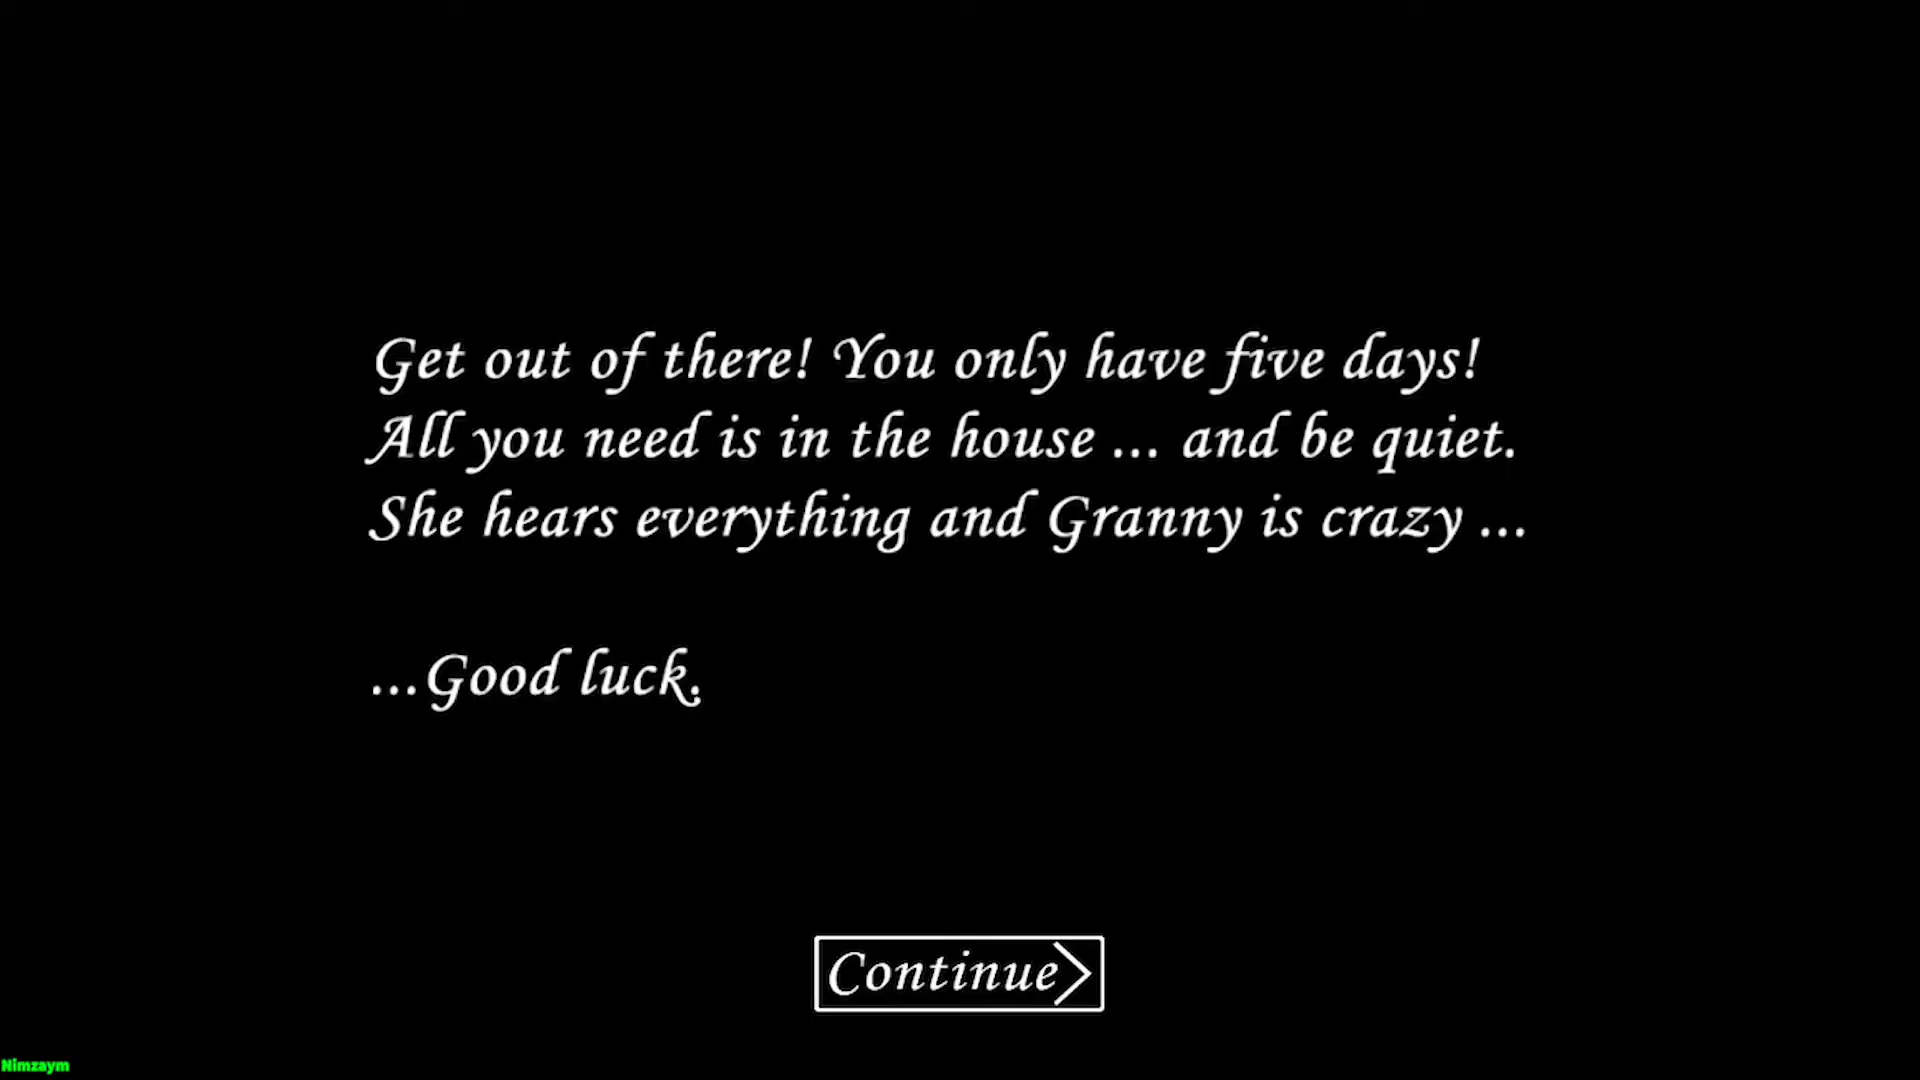 Get out of there! You only have five days!
All you need is in the house ... and be quiet.
She hears everything and Granny is crazy ...
...Good luck.
Continue
Nimzaym